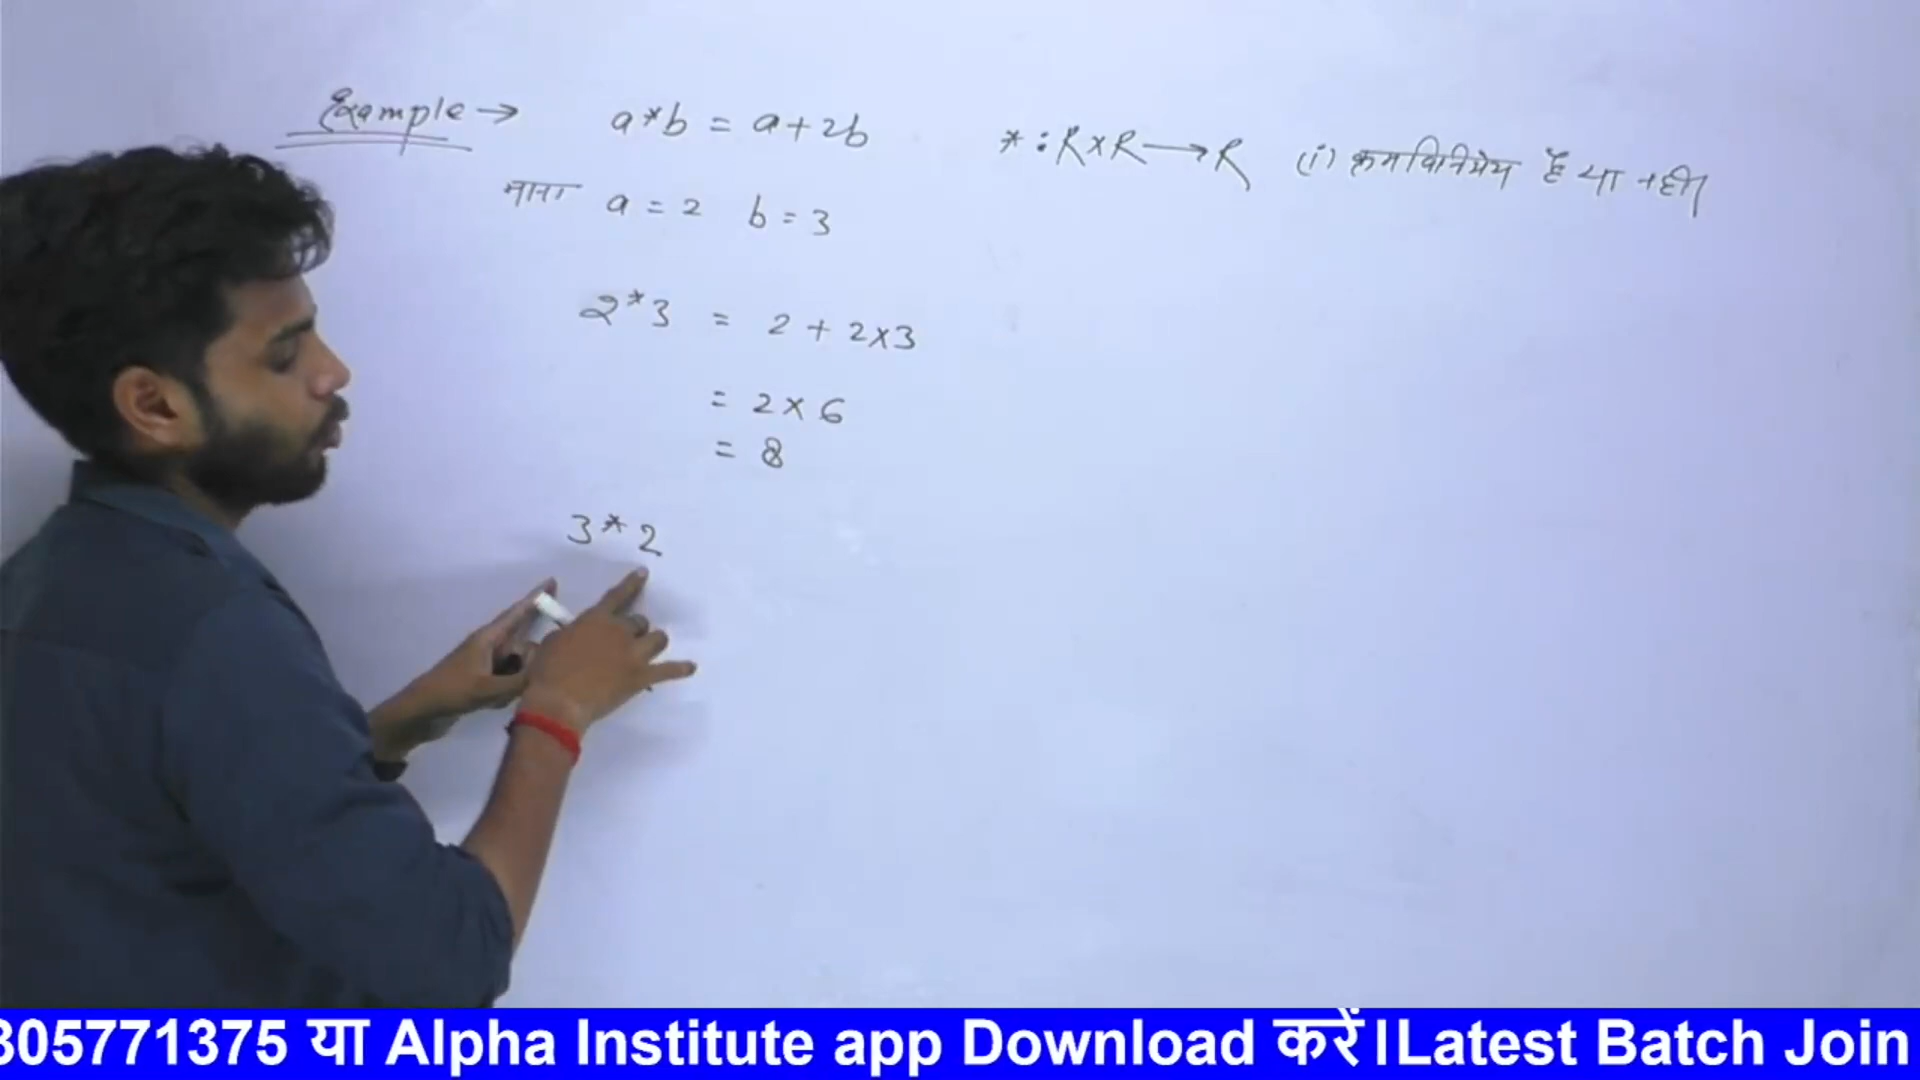 Example → a*b = a+2b *:R×R→R (i) क्रमविनिमेय है या नहीं
माना a = 2 b = 3
2*3 = 2 + 2×3
= 2 × 6
= 8
3*2
805771375 या Alpha Institute app Download करें।Latest Batch Join